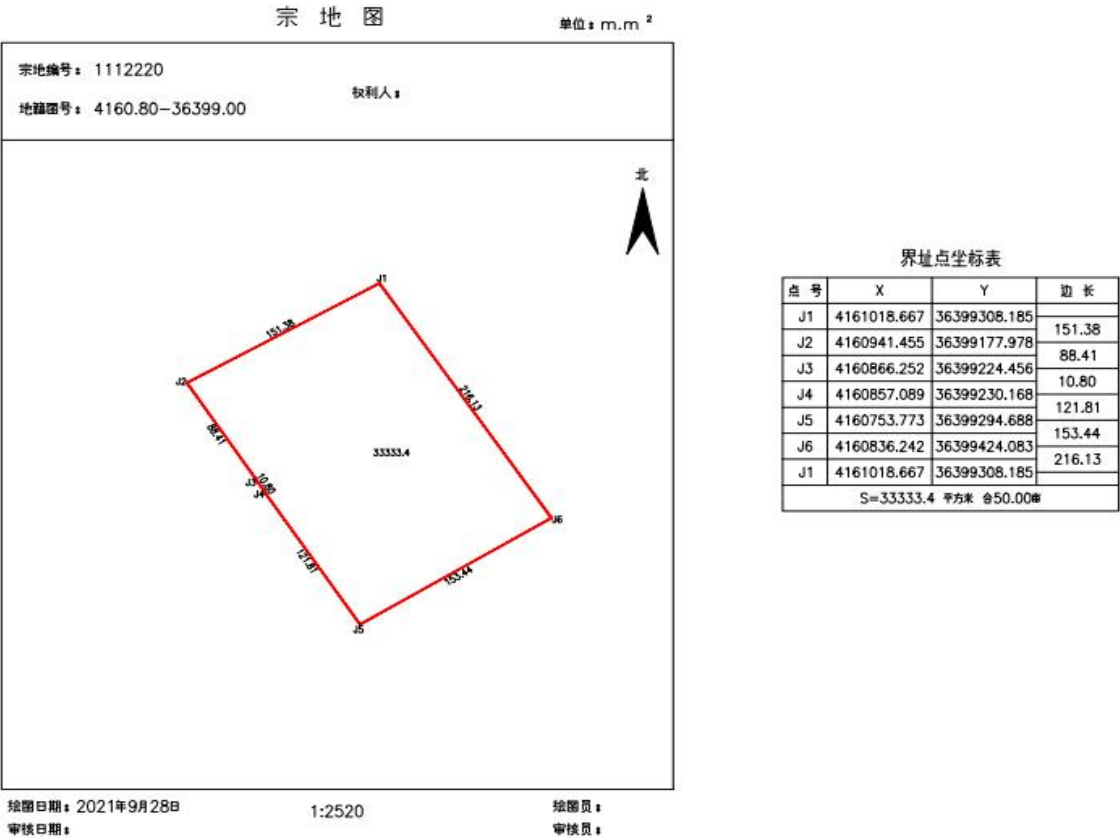 宗地图
单位：m.m²
宗地编号：1112220
权利人：
地籍图号：4160.80-36399.00
北
J1
151.38
J2
216.13
88.41
33333.4
J3
10.80
J4
J6
121.81
153.44
J5
绘图日期：2021年9月28日
1:2520
绘图员：
审核日期：
审核员：
界址点坐标表
点号 X Y 边长
J1 4161018.667 36399308.185
151.38
J2 4160941.455 36399177.978
88.41
J3 4160866.252 36399224.456
10.80
J4 4160857.089 36399230.168
121.81
J5 4160753.773 36399294.688
153.44
J6 4160836.242 36399424.083
216.13
J1 4161018.667 36399308.185
S=33333.4 平方米 合50.00亩